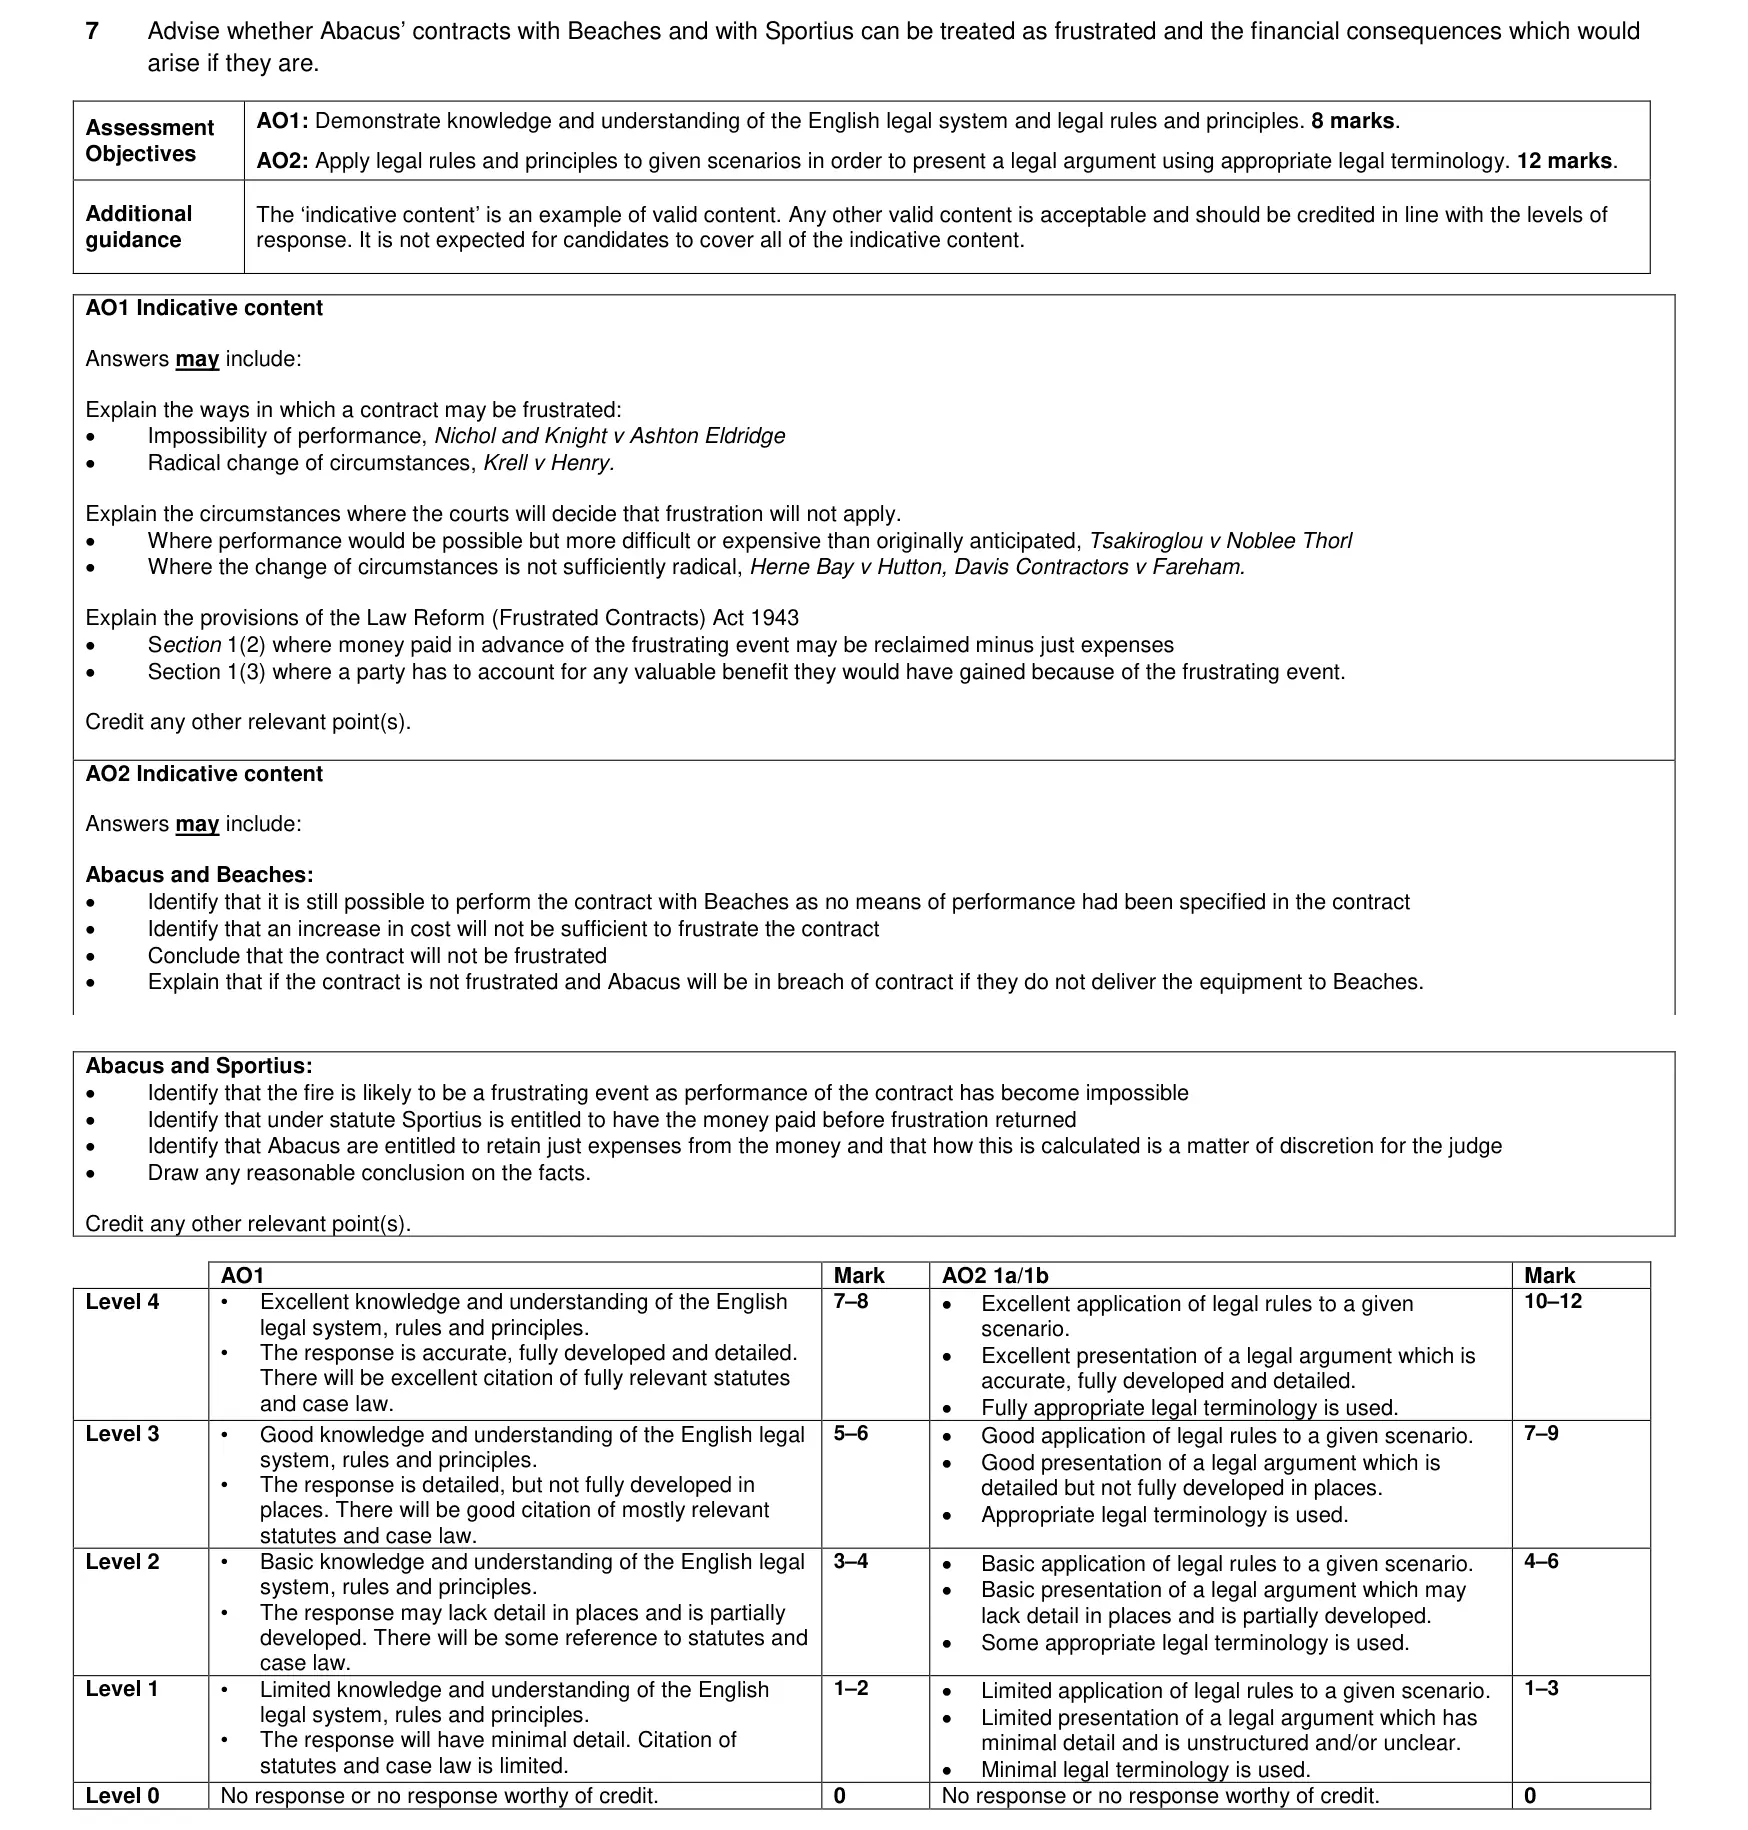 7 Advise whether Abacus’ contracts with Beaches and with Sportius can be treated as frustrated and the financial consequences which would
arise if they are.
Assessment
Objectives
AO1: Demonstrate knowledge and understanding of the English legal system and legal rules and principles. 8 marks.
AO2: Apply legal rules and principles to given scenarios in order to present a legal argument using appropriate legal terminology. 12 marks.
Additional
guidance
The ‘indicative content’ is an example of valid content. Any other valid content is acceptable and should be credited in line with the levels of
response. It is not expected for candidates to cover all of the indicative content.
AO1 Indicative content
Answers may include:
Explain the ways in which a contract may be frustrated:
• Impossibility of performance, Nichol and Knight v Ashton Eldridge
• Radical change of circumstances, Krell v Henry.
Explain the circumstances where the courts will decide that frustration will not apply.
• Where performance would be possible but more difficult or expensive than originally anticipated, Tsakiroglou v Noblee Thorl
• Where the change of circumstances is not sufficiently radical, Herne Bay v Hutton, Davis Contractors v Fareham.
Explain the provisions of the Law Reform (Frustrated Contracts) Act 1943
• Section 1(2) where money paid in advance of the frustrating event may be reclaimed minus just expenses
• Section 1(3) where a party has to account for any valuable benefit they would have gained because of the frustrating event.
Credit any other relevant point(s).
AO2 Indicative content
Answers may include:
Abacus and Beaches:
• Identify that it is still possible to perform the contract with Beaches as no means of performance had been specified in the contract
• Identify that an increase in cost will not be sufficient to frustrate the contract
• Conclude that the contract will not be frustrated
• Explain that if the contract is not frustrated and Abacus will be in breach of contract if they do not deliver the equipment to Beaches.
Abacus and Sportius:
• Identify that the fire is likely to be a frustrating event as performance of the contract has become impossible
• Identify that under statute Sportius is entitled to have the money paid before frustration returned
• Identify that Abacus are entitled to retain just expenses from the money and that how this is calculated is a matter of discretion for the judge
• Draw any reasonable conclusion on the facts.
Credit any other relevant point(s).
AO1 Mark AO2 1a/1b Mark
Level 4
• Excellent knowledge and understanding of the English
legal system, rules and principles.
• The response is accurate, fully developed and detailed.
There will be excellent citation of fully relevant statutes
and case law.
7–8
• Excellent application of legal rules to a given
scenario.
• Excellent presentation of a legal argument which is
accurate, fully developed and detailed.
• Fully appropriate legal terminology is used.
10–12
Level 3
• Good knowledge and understanding of the English legal
system, rules and principles.
• The response is detailed, but not fully developed in
places. There will be good citation of mostly relevant
statutes and case law.
5–6
• Good application of legal rules to a given scenario.
• Good presentation of a legal argument which is
detailed but not fully developed in places.
• Appropriate legal terminology is used.
7–9
Level 2
• Basic knowledge and understanding of the English legal
system, rules and principles.
• The response may lack detail in places and is partially
developed. There will be some reference to statutes and
case law.
3–4
• Basic application of legal rules to a given scenario.
• Basic presentation of a legal argument which may
lack detail in places and is partially developed.
• Some appropriate legal terminology is used.
4–6
Level 1
• Limited knowledge and understanding of the English
legal system, rules and principles.
• The response will have minimal detail. Citation of
statutes and case law is limited.
1–2
• Limited application of legal rules to a given scenario.
• Limited presentation of a legal argument which has
minimal detail and is unstructured and/or unclear.
• Minimal legal terminology is used.
1–3
Level 0
No response or no response worthy of credit.
0
No response or no response worthy of credit.
0